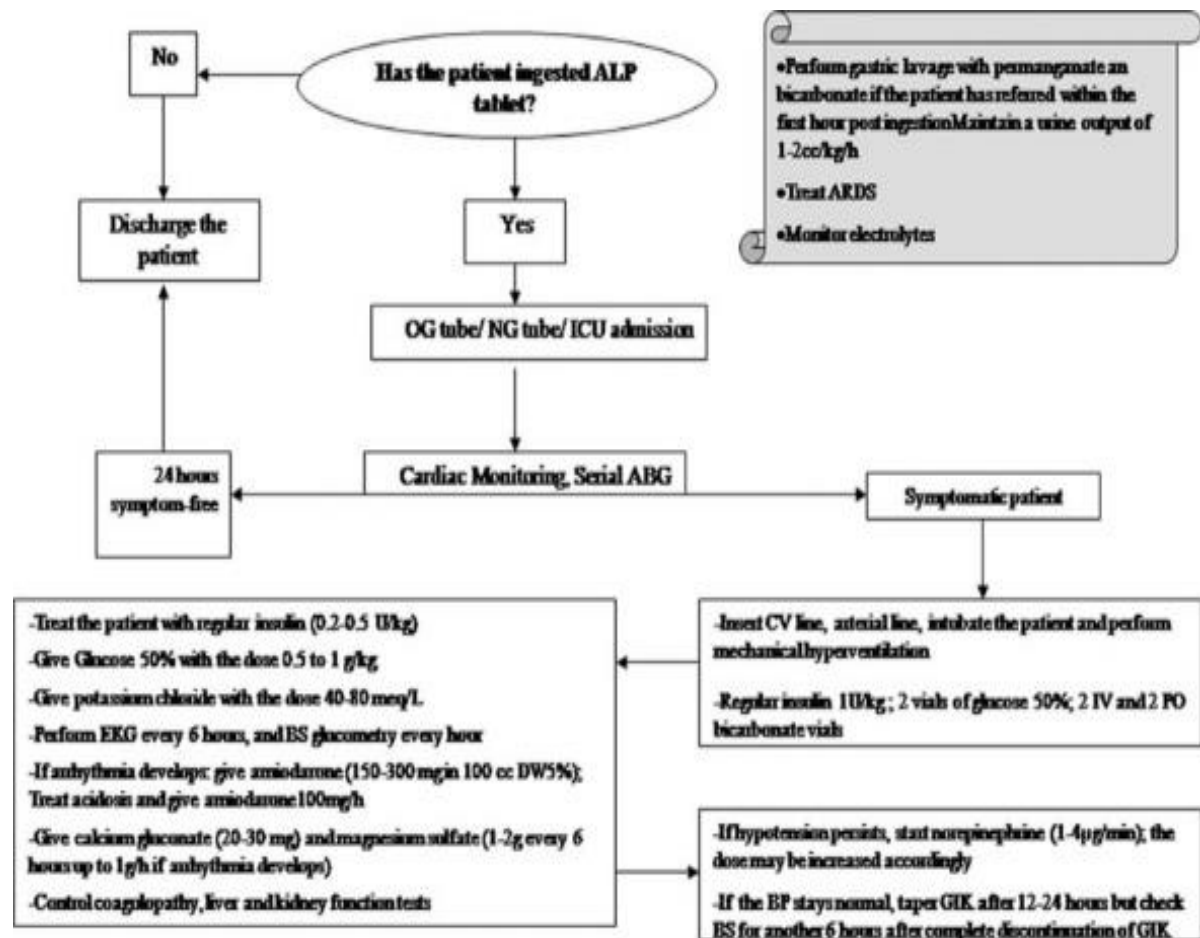 No
Has the patient ingested ALP
tablet?
•Perform gastric lavage with permanganate an
bicarbonate if the patient has referred within the
first hour post ingestionMaintain a urine output of
1-2cc/kg/h
•Treat ARDS
•Monitor electrolytes
Discharge the
patient
Yes
OG tube/ NG tube/ ICU admission
24 hours
symptom-free
Cardiac Monitoring, Serial ABG
Symptomatic patient
-Insert CV line, arterial line, intubate the patient and perform
mechanical hyperventilation
-Regular insulin 1U/kg ; 2 vials of glucose 50%; 2 IV and 2 PO
bicarbonate vials
-Treat the patient with regular insulin (0.2-0.5 U/kg)
-Give Glucose 50% with the dose 0.5 to 1 g/kg
-Give potassium chloride with the dose 40-80 meq/L
-Perform EKG every 6 hours, and BS glucometry every hour
-If arrhythmia develops: give amiodarone (150-300 mg in 100 cc DW5%);
Treat acidosis and give amiodarone 100mg/h
-Give calcium gluconate (20-30 mg) and magnesium sulfate (1-2g every 6
hours up to 1g/h if arrhythmia develops)
-Control coagulopathy, liver and kidney function tests
-If hypotension persists, start norepinephrine (1-4µg/min); the
dose may be increased accordingly
-If the BP stays normal, taper GIK after 12-24 hours but check
BS for another 6 hours after complete discontinuation of GIK